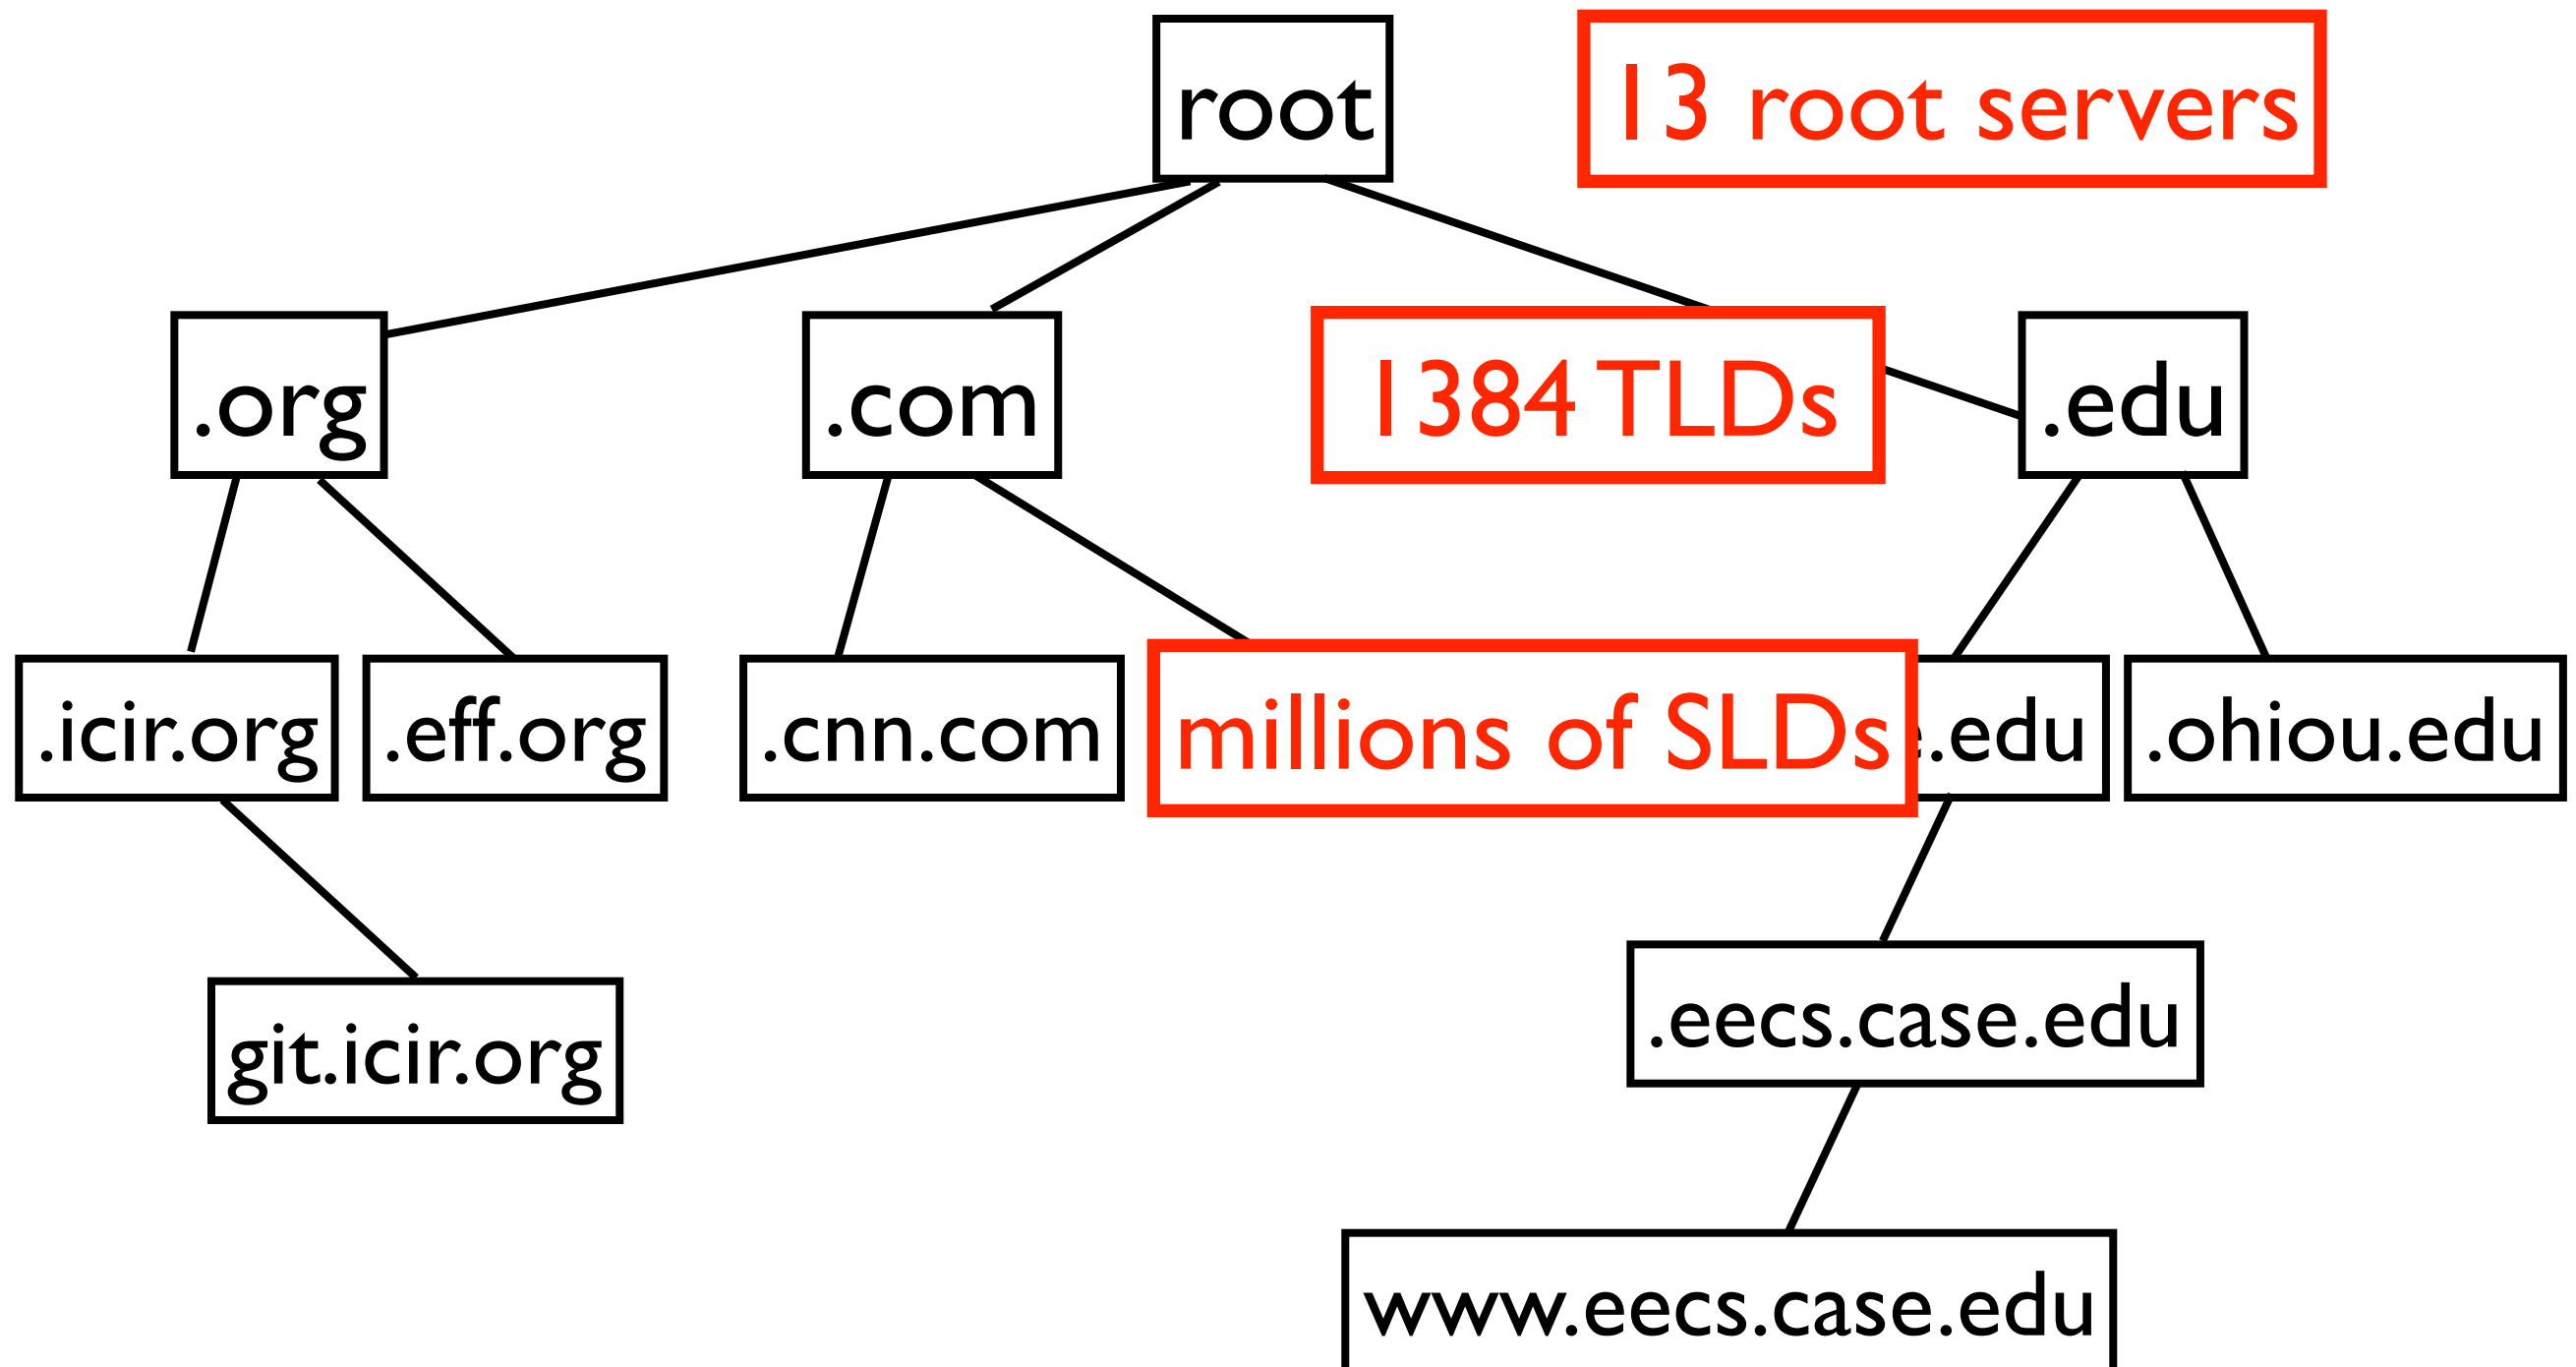 root
13 root servers
.org
.com
1384 TLDs
.edu
.icir.org
.eff.org
.cnn.com
millions of SLDs
e.edu
.ohiou.edu
git.icir.org
.eecs.case.edu
www.eecs.case.edu